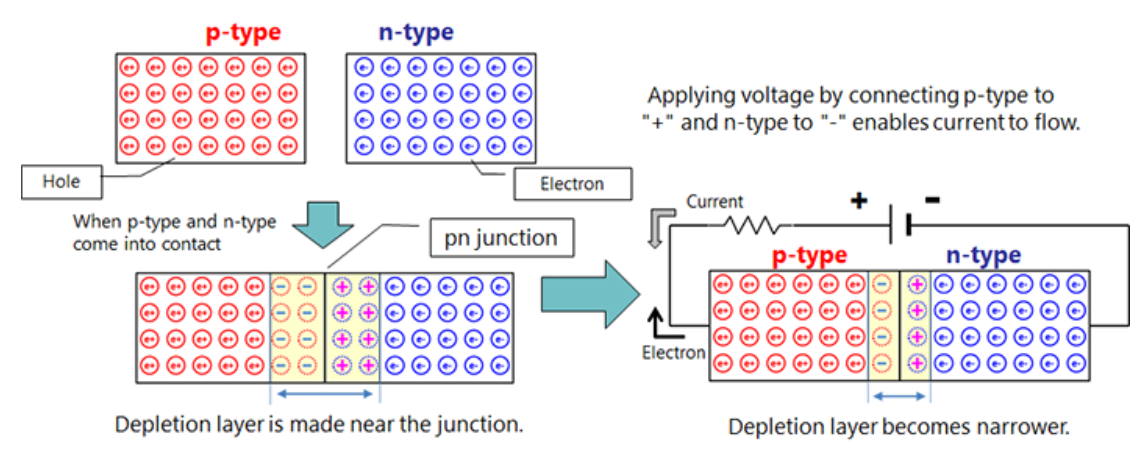 p-type
n-type
Hole
Electron
When p-type and n-type
come into contact
pn junction
Depletion layer is made near the junction.
Applying voltage by connecting p-type to
"+" and n-type to "-" enables current to flow.
Current
+
-
p-type
n-type
Electron
Depletion layer becomes narrower.